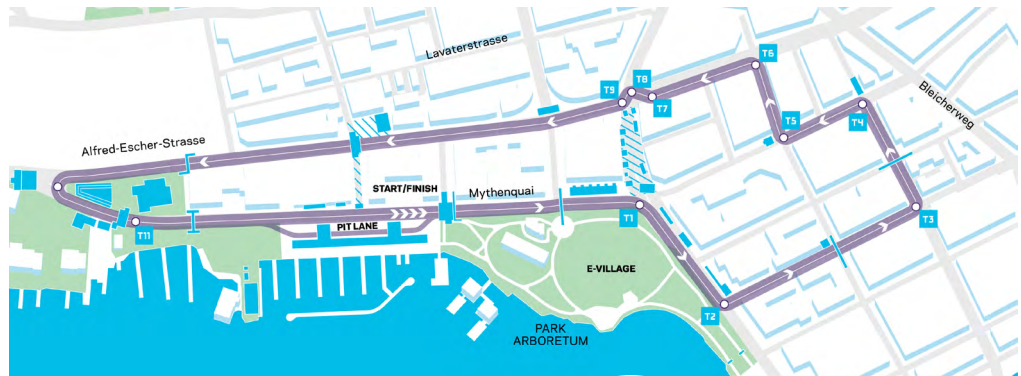 T6
Lavaterstrasse
T8
T9
T7
T5
T4
Bleicherweg
Alfred-Escher-Strasse
START/FINISH
Mythenquai
T1
T3
T11
PIT LANE
E-VILLAGE
T2
PARK
ARBORETUM